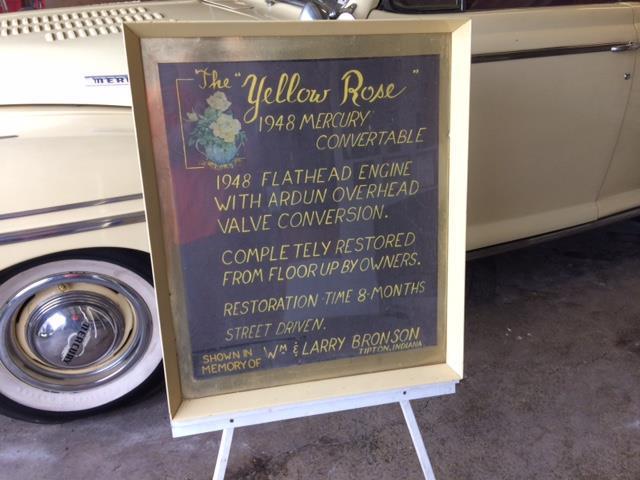 The "Yellow Rose"
1948 MERCURY
CONVERTABLE
1948 FLATHEAD ENGINE
WITH ARDUN OVERHEAD
VALVE CONVERSION.
COMPLETELY RESTORED
FROM FLOOR UP BY OWNERS.
RESTORATION TIME 8 MONTHS
STREET DRIVEN.
SHOWN IN
MEMORY OF Wm & LARRY BRONSON
TIPTON, INDIANA
MERCURY